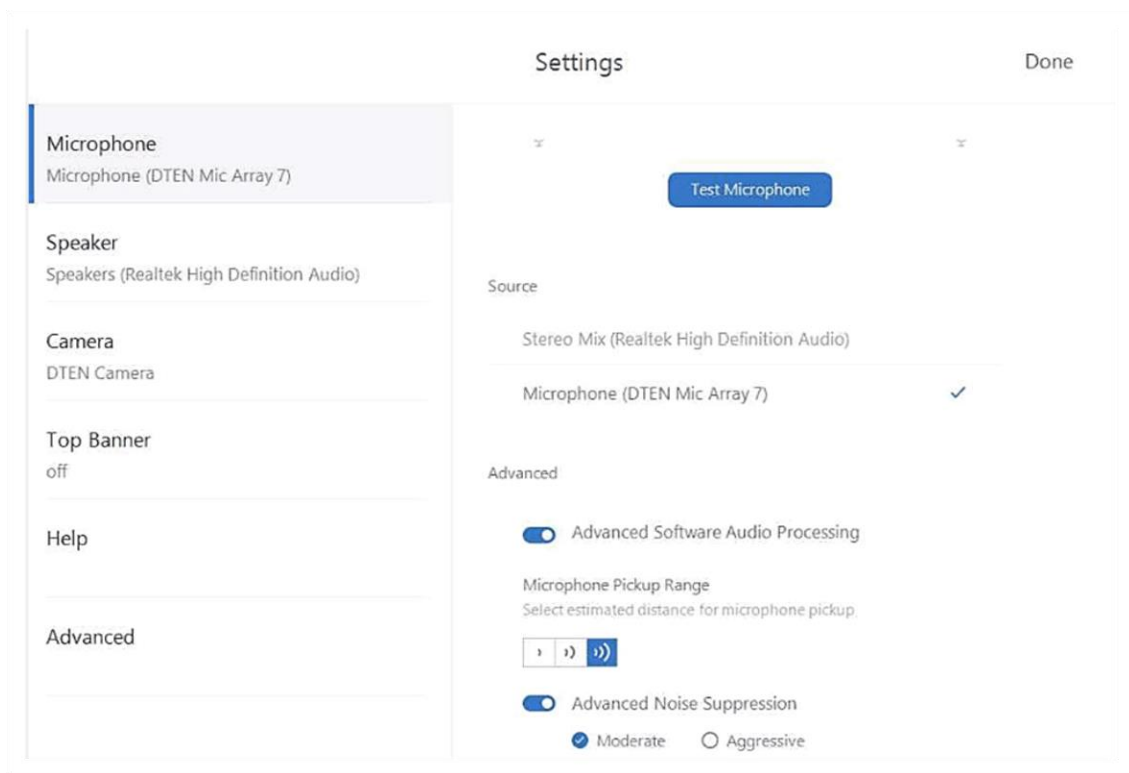 Settings
Done
Microphone
Microphone (DTEN Mic Array 7)
Speaker
Speakers (Realtek High Definition Audio)
Camera
DTEN Camera
Top Banner
off
Help
Advanced
Test Microphone
Source
Stereo Mix (Realtek High Definition Audio)
Microphone (DTEN Mic Array 7)
Advanced
Advanced Software Audio Processing
Microphone Pickup Range
Select estimated distance for microphone pickup.
Advanced Noise Suppression
Moderate
Aggressive